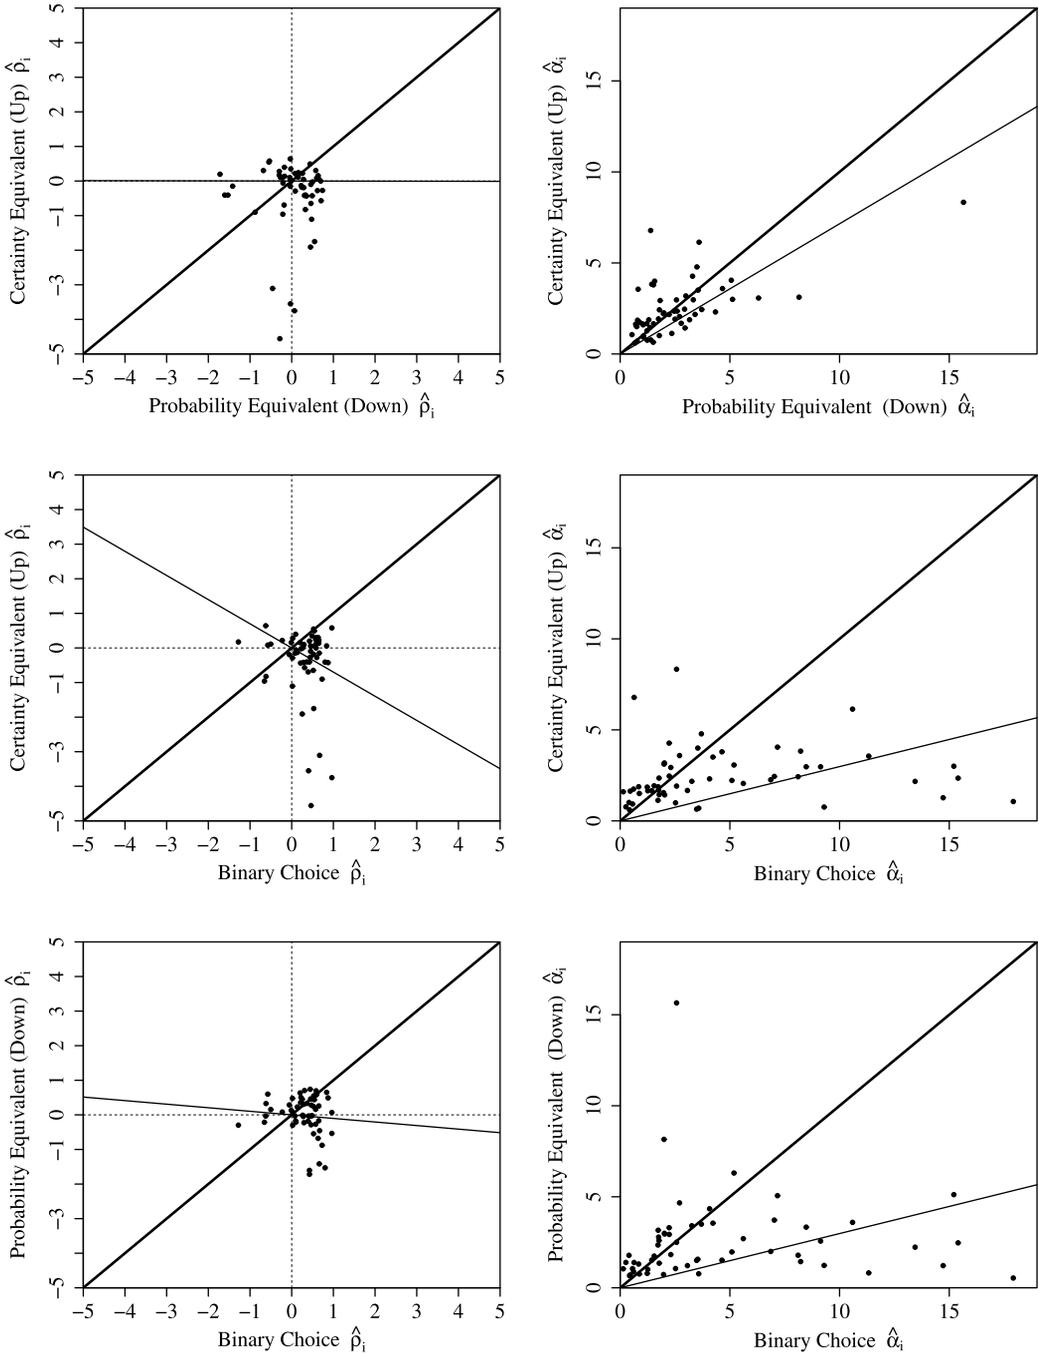 Certainty Equivalent (Up) ρ̂i
5
4
3
2
1
0
−1
−3
−5
−5 −4 −3 −2 −1 0 1 2 3 4 5
Probability Equivalent (Down) ρ̂i
Certainty Equivalent (Up) α̂i
15
10
5
0
0 5 10 15
Probability Equivalent (Down) α̂i
Certainty Equivalent (Up) ρ̂i
5
4
3
2
1
0
−1
−3
−5
−5 −4 −3 −2 −1 0 1 2 3 4 5
Binary Choice ρ̂i
Certainty Equivalent (Up) α̂i
15
10
5
0
0 5 10 15
Binary Choice α̂i
Probability Equivalent (Down) ρ̂i
5
4
3
2
1
0
−1
−3
−5
−5 −4 −3 −2 −1 0 1 2 3 4 5
Binary Choice ρ̂i
Probability Equivalent (Down) α̂i
15
10
5
0
0 5 10 15
Binary Choice α̂i